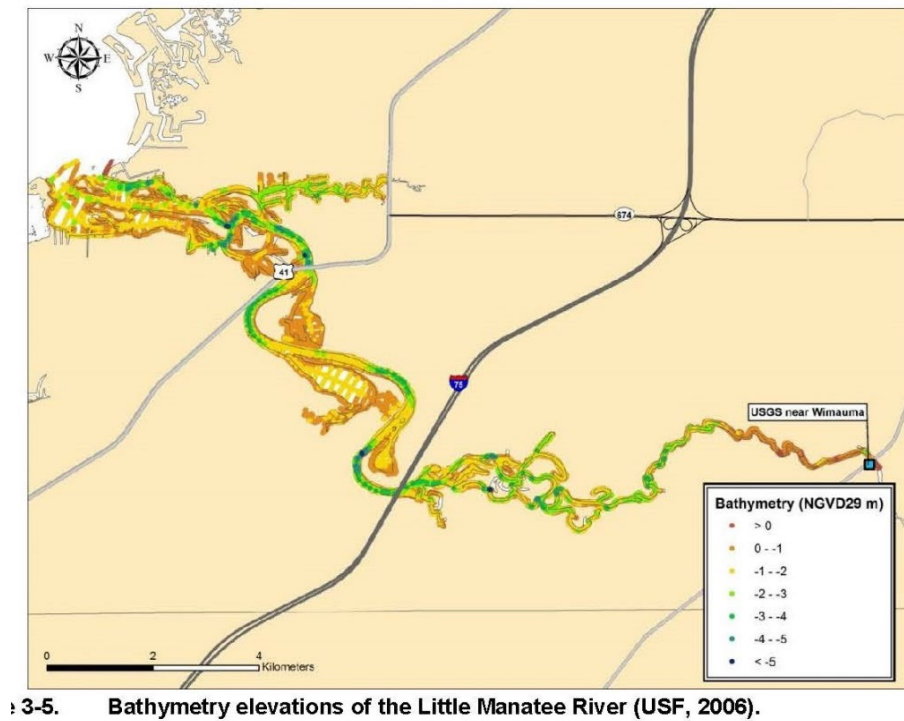 N
W E
S
674
41
75
USGS near Wimauma
Bathymetry (NGVD29 m)
> 0
0 - -1
-1 - -2
-2 - -3
-3 - -4
-4 - -5
< -5
0 2 4
Kilometers
3-5. Bathymetry elevations of the Little Manatee River (USF, 2006).